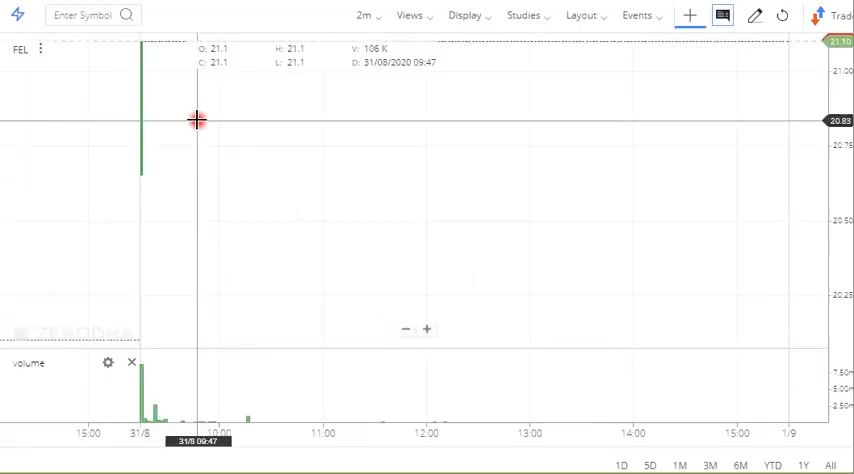 Enter Symbol 2m Views Display Studies Layout Events Trade
FEL O: 21.1 H: 21.1 V: 106 K
C: 21.1 L: 21.1 D: 31/08/2020 09:47
21.10
21.00
20.83
20.75
20.50
20.25
ZERODHA
volume
7.50m
5.00m
2.50m
15:00 31/8 10:00 11:00 12:00 13:00 14:00 15:00 1/9
31/8 09:47
1D 5D 1M 3M 6M YTD 1Y All